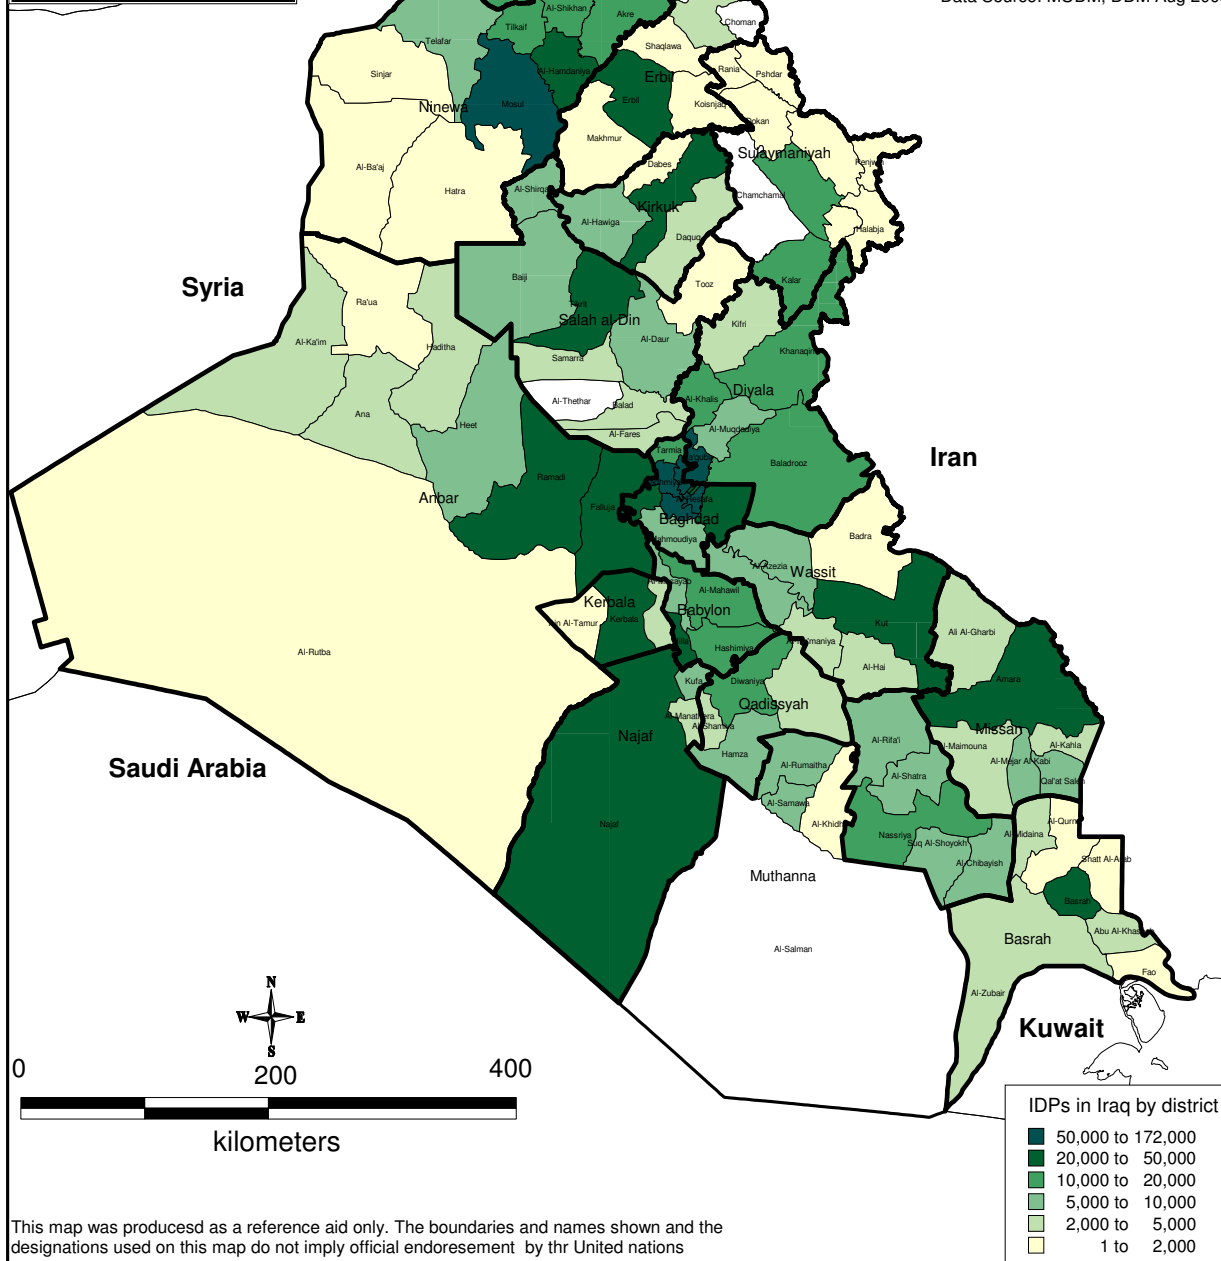 Data Source: MODM, DDM Aug 200
Al-Shikhan
Akre
Choman
Tilkaif
Telafar
Shaqlawa
Al-Hamdaniya
Rania
Pshdar
Sinjar
Erbil
Mosul
Erbil
Koisnjaq
Ninewa
Dokan
Makhmur
Sulaymaniyah
Dabes
Penjwin
Al-Ba'aj
Hatra
Al-Shirqat
Chamchamal
Kirkuk
Al-Hawiga
Halabja
Daquq
Syria
Baiji
Kalar
Tooz
Ra'ua
Tikrit
Salah al-Din
Kifri
Al-Ka'im
Haditha
Al-Daur
Khanaqin
Samarra
Diyala
Al-Thethar
Balad
Al-Khalis
Ana
Heet
Al-Fares
Al-Muqdadiya
Tarmia
Iran
Baladrooz
Ramadi
Anbar
Falluja
Al-Resafa
Baghdad
Mahmoudiya
Badra
Al-Azezia
Wassit
Al-Mahawil
Kerbala
Babylon
Kerbala
Ain Al-Tamur
Kut
Ali Al-Gharbi
Al-Rutba
Hashimiya
Al-Hai
Kufa
Diwaniya
Amara
Qadissyah
Al-Manathera
Al-Shamiya
Najaf
Missan
Al-Rifa'i
Al-Maimouna
Al-Kahla
Hamza
Al-Rumaitha
Al-Mejar Al-Kabi
Saudi Arabia
Al-Shatra
Qal'at Saleh
Al-Samawa
Najaf
Al-Khidhir
Nassriya
Al-Midaina
Al-Qurna
Suq Al-Shoyokh
Al-Chibayish
Shatt Al-Arab
Muthanna
Basrah
Abu Al-Khaseeb
Basrah
Al-Salman
Fao
Al-Zubair
N
W E
S
Kuwait
0 200 400
kilometers
IDPs in Iraq by district
50,000 to 172,000
20,000 to 50,000
10,000 to 20,000
5,000 to 10,000
2,000 to 5,000
1 to 2,000
This map was producesd as a reference aid only. The boundaries and names shown and the
designations used on this map do not imply official endoresement by thr United nations